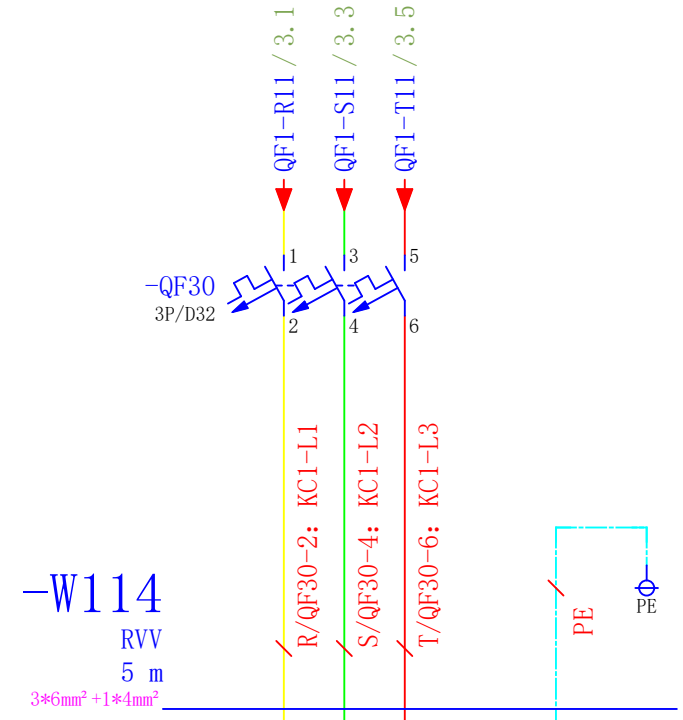 QF1-R11/3.1
QF1-S11/3.3
QF1-T11/3.5
1
3
5
-QF30
3P/D32
2
4
6
R/QF30-2: KC1-L1
S/QF30-4: KC1-L2
T/QF30-6: KC1-L3
PE
PE
-W114
RVV
5 m
3*6mm²+1*4mm²